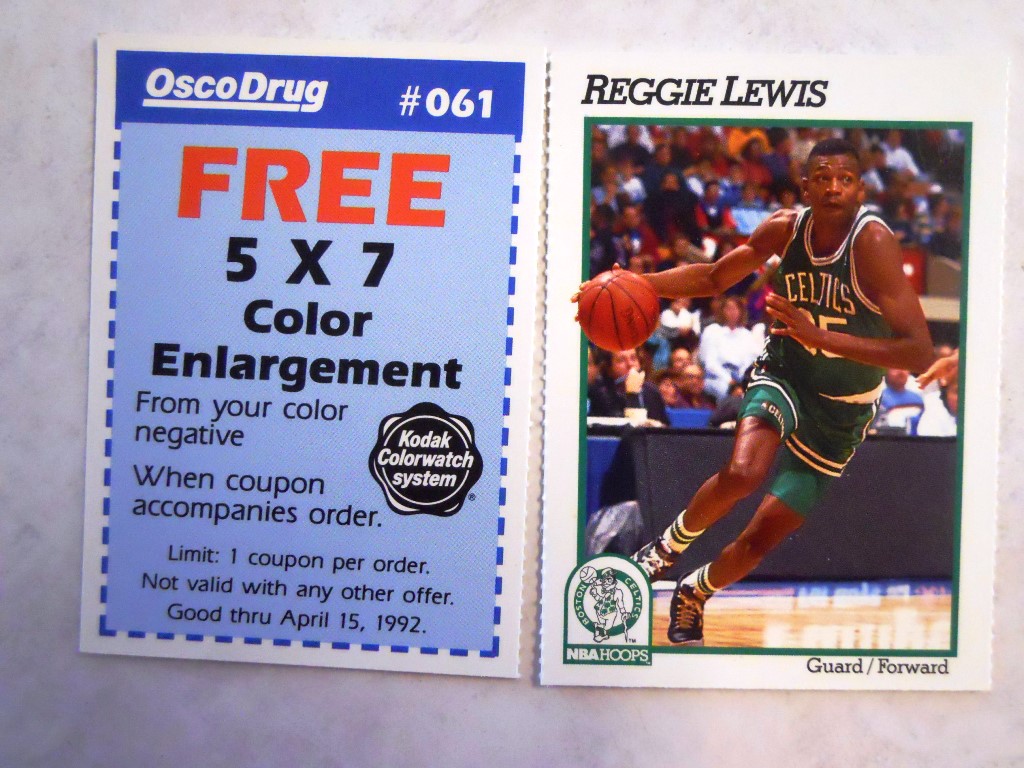 OscoDrug
#061
FREE
5 X 7
Color
Enlargement
From your color
negative
When coupon
accompanies order.
Kodak
Colorwatch
system
®
Limit: 1 coupon per order.
Not valid with any other offer.
Good thru April 15, 1992.
REGGIE LEWIS
CELTICS
35
BOSTON CELTICS
TM
NBA HOOPS
Guard / Forward